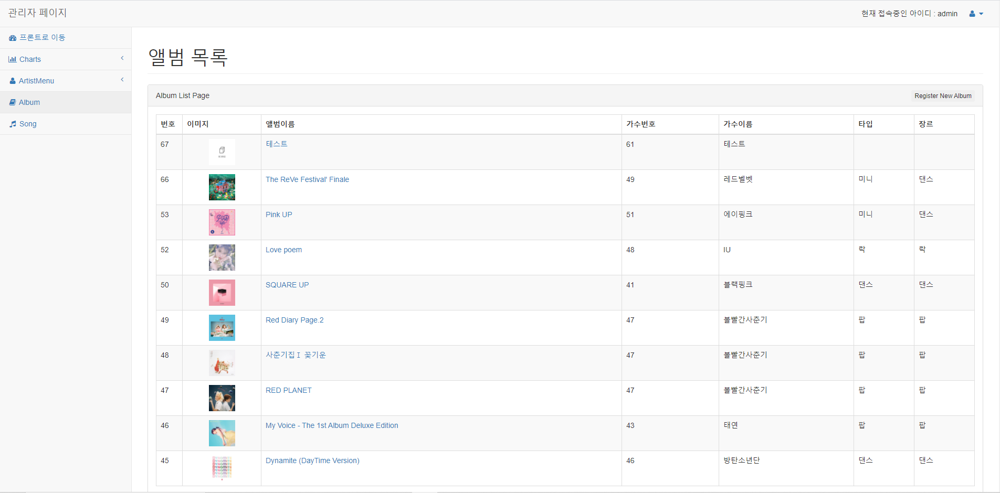 관리자 페이지
현재 접속중인 아이디 : admin
프론트로 이동
Charts
ArtistMenu
Album
Song
앨범 목록
Album List Page
Register New Album
번호 이미지 앨범이름 가수번호 가수이름 타입 장르
67 테스트 61 테스트
66 The ReVe Festival' Finale 49 레드벨벳 미니 댄스
53 Pink UP 51 에이핑크 미니 댄스
52 Love poem 48 IU 락 락
50 SQUARE UP 41 블랙핑크 댄스 댄스
49 Red Diary Page.2 47 볼빨간사춘기 팝 팝
48 사춘기집Ⅰ 꽃기운 47 볼빨간사춘기 팝 팝
47 RED PLANET 47 볼빨간사춘기 팝 팝
46 My Voice - The 1st Album Deluxe Edition 43 태연 팝 팝
45 Dynamite (DayTime Version) 46 방탄소년단 댄스 댄스